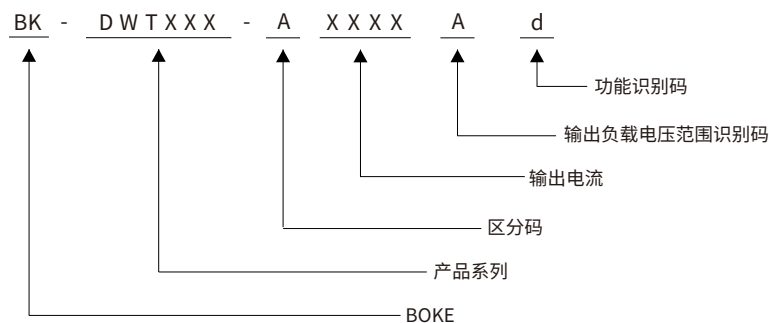 BK - DWTXXX - A XXXX A d
功能识别码
输出负载电压范围识别码
输出电流
区分码
产品系列
BOKE